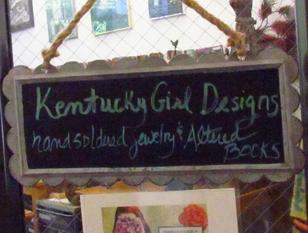 Kentucky Girl Designs
handsoldered jewelry & Altered
BOOKS